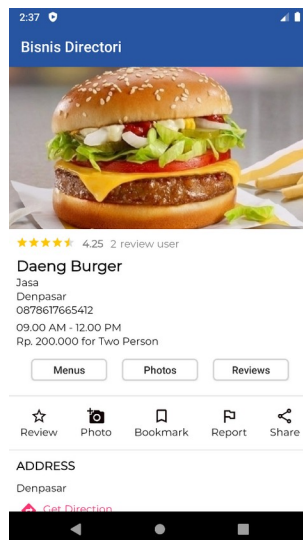 2:37
Bisnis Directori
4.25 2 review user
Daeng Burger
Jasa
Denpasar
0878617665412
09.00 AM - 12.00 PM
Rp. 200.000 for Two Person
Menus Photos Reviews
Review Photo Bookmark Report Share
ADDRESS
Denpasar
Get Direction